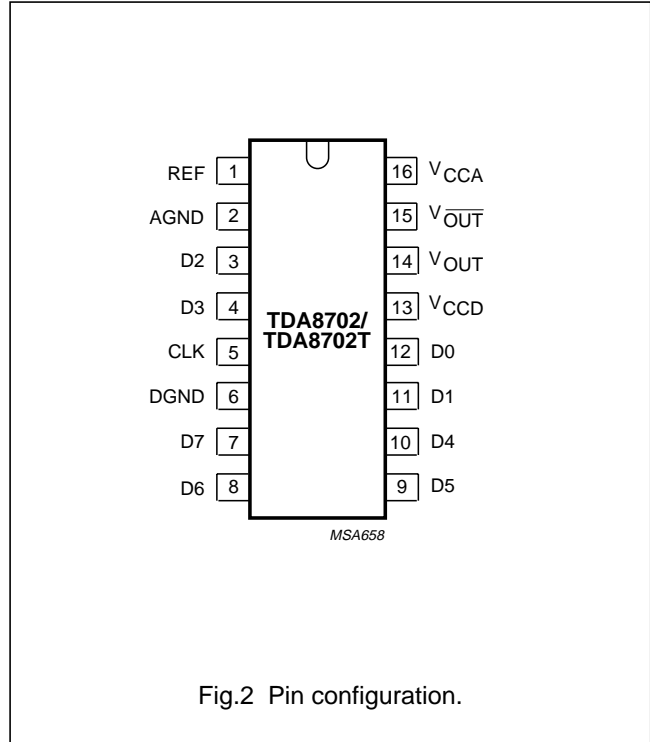 REF 1 16 VCCA
AGND 2 15 V\overline{OUT}
D2 3 14 VOUT
D3 4 13 VCCD
TDA8702/
TDA8702T
CLK 5 12 D0
DGND 6 11 D1
D7 7 10 D4
D6 8 9 D5
MSA658
Fig.2 Pin configuration.